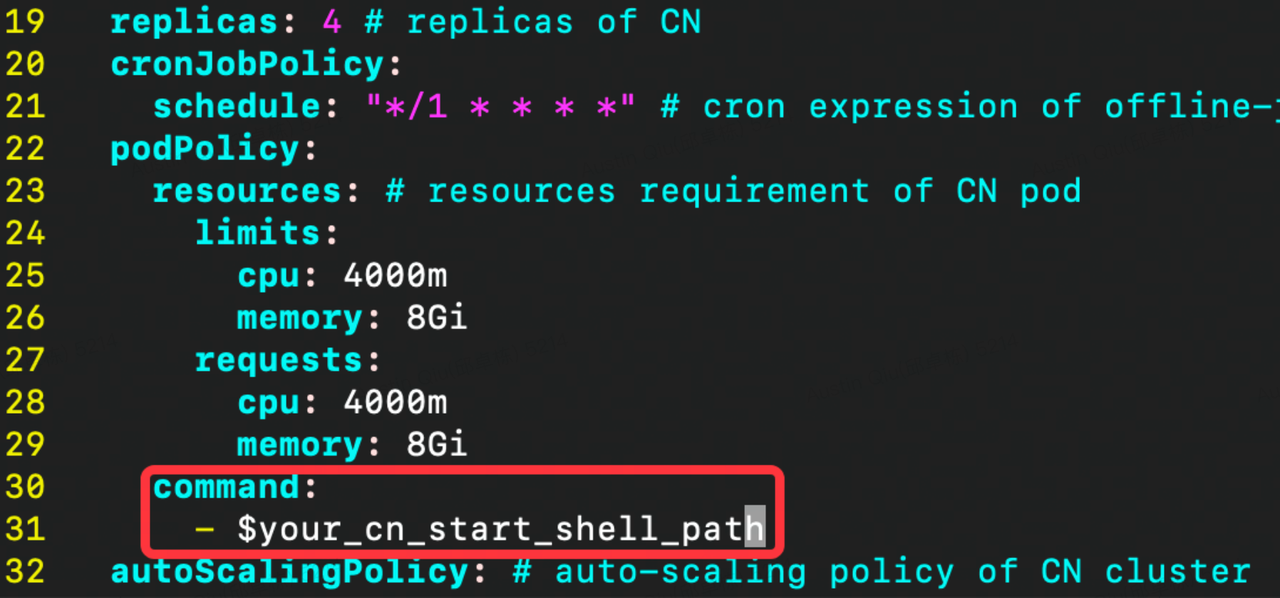 19   replicas: 4 # replicas of CN
20   cronJobPolicy:
21     schedule: "*/1 * * * *" # cron expression of offline-j
22   podPolicy:
23     resources: # resources requirement of CN pod
24       limits:
25         cpu: 4000m
26         memory: 8Gi
27       requests:
28         cpu: 4000m
29         memory: 8Gi
30     command:
31       - $your_cn_start_shell_path
32   autoScalingPolicy: # auto-scaling policy of CN cluster